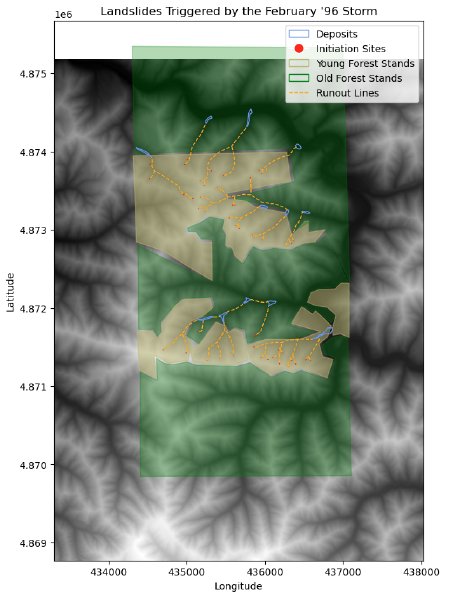 Landslides Triggered by the February '96 Storm
1e6
Deposits
Initiation Sites
Young Forest Stands
Old Forest Stands
Runout Lines
4.875
4.874
4.873
4.872
4.871
4.870
4.869
Latitude
434000 435000 436000 437000 438000
Longitude